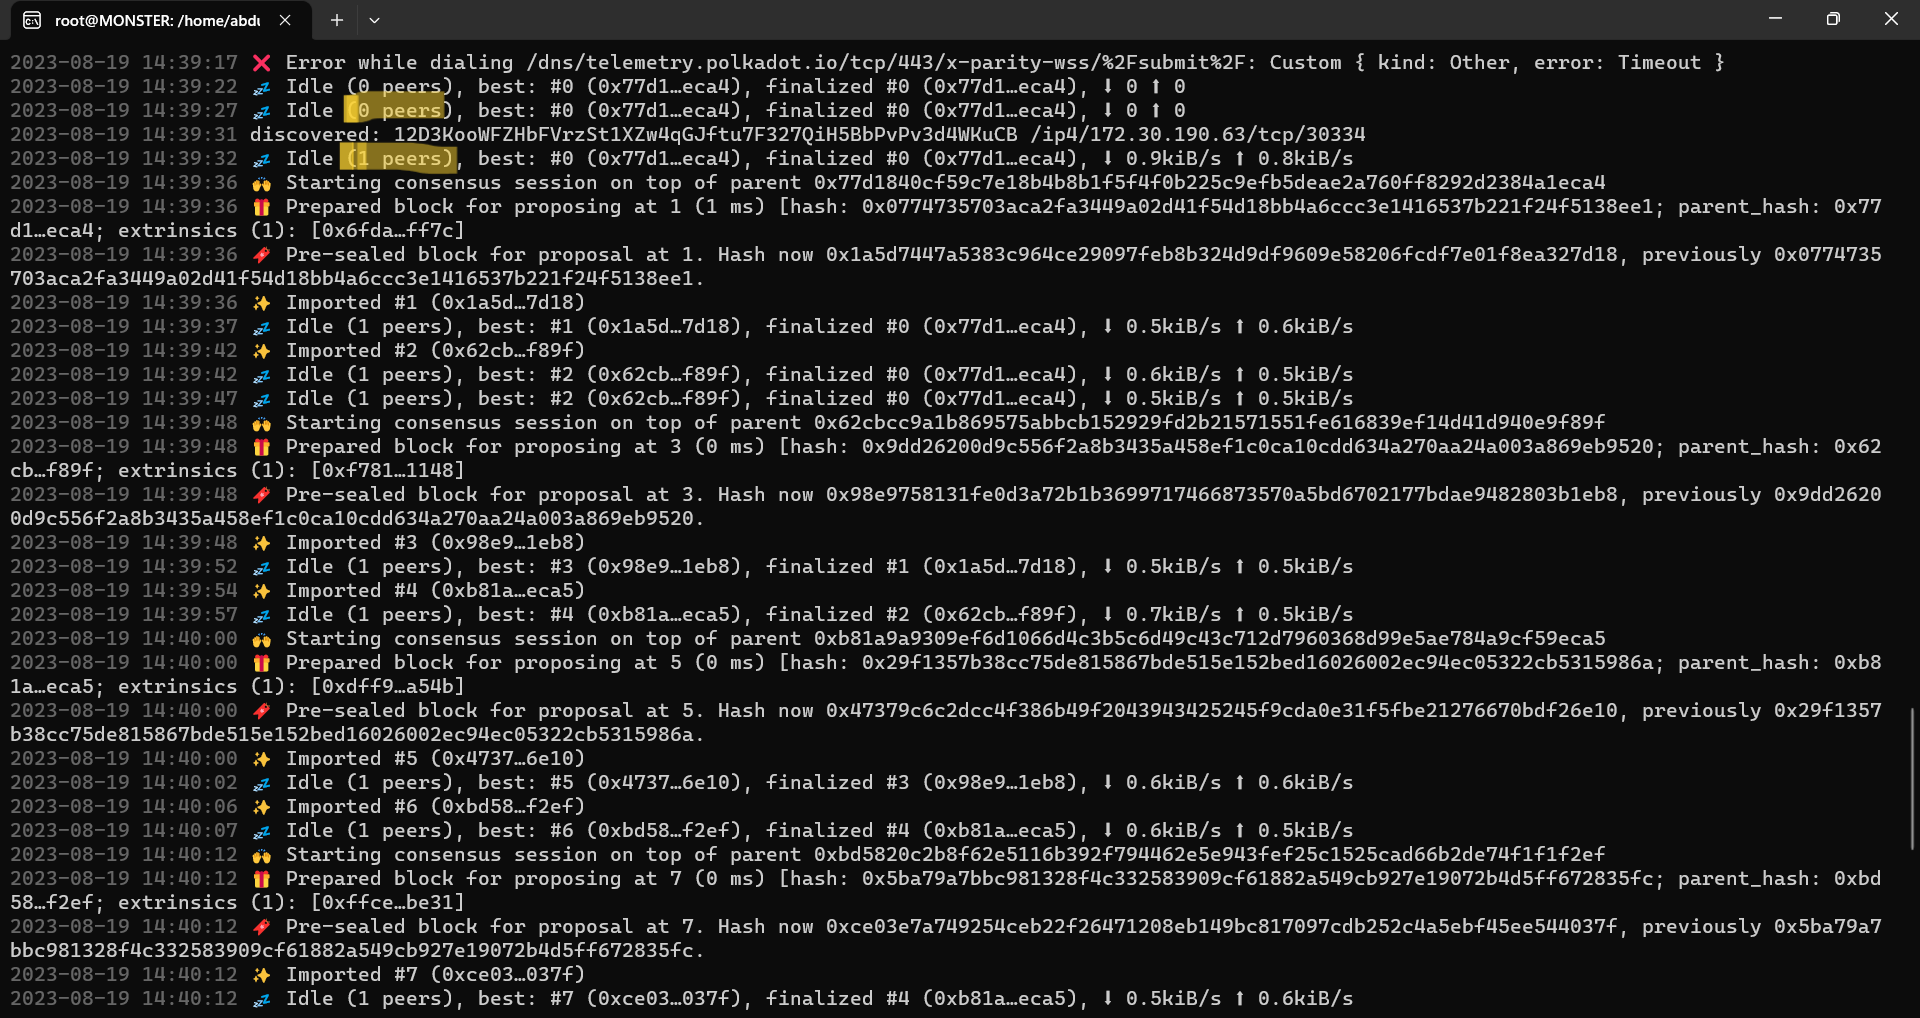 root@MONSTER: /home/abdu
2023-08-19 14:39:17 ❌ Error while dialing /dns/telemetry.polkadot.io/tcp/443/x-parity-wss/%2Fsubmit%2F: Custom { kind: Other, error: Timeout }
2023-08-19 14:39:22 💤 Idle (0 peers), best: #0 (0x77d1…eca4), finalized #0 (0x77d1…eca4), ⬇ 0 ⬆ 0
2023-08-19 14:39:27 💤 Idle (0 peers), best: #0 (0x77d1…eca4), finalized #0 (0x77d1…eca4), ⬇ 0 ⬆ 0
2023-08-19 14:39:31 discovered: 12D3KooWFZHbFVrzSt1XZw4qGJftu7F327QiH5BbPvPv3d4WKuCB /ip4/172.30.190.63/tcp/30334
2023-08-19 14:39:32 💤 Idle (1 peers), best: #0 (0x77d1…eca4), finalized #0 (0x77d1…eca4), ⬇ 0.9kiB/s ⬆ 0.8kiB/s
2023-08-19 14:39:36 🙌 Starting consensus session on top of parent 0x77d1840cf59c7e18b4b8b1f5f4f0b225c9efb5deae2a760ff8292d2384a1eca4
2023-08-19 14:39:36 🎁 Prepared block for proposing at 1 (1 ms) [hash: 0x0774735703aca2fa3449a02d41f54d18bb4a6ccc3e1416537b221f24f5138ee1; parent_hash: 0x77
d1…eca4; extrinsics (1): [0x6fda…ff7c]
2023-08-19 14:39:36 🔖 Pre-sealed block for proposal at 1. Hash now 0x1a5d7447a5383c964ce29097feb8b324d9df9609e58206fcdf7e01f8ea327d18, previously 0x0774735
703aca2fa3449a02d41f54d18bb4a6ccc3e1416537b221f24f5138ee1.
2023-08-19 14:39:36 ✨ Imported #1 (0x1a5d…7d18)
2023-08-19 14:39:37 💤 Idle (1 peers), best: #1 (0x1a5d…7d18), finalized #0 (0x77d1…eca4), ⬇ 0.5kiB/s ⬆ 0.6kiB/s
2023-08-19 14:39:42 ✨ Imported #2 (0x62cb…f89f)
2023-08-19 14:39:42 💤 Idle (1 peers), best: #2 (0x62cb…f89f), finalized #0 (0x77d1…eca4), ⬇ 0.6kiB/s ⬆ 0.5kiB/s
2023-08-19 14:39:47 💤 Idle (1 peers), best: #2 (0x62cb…f89f), finalized #0 (0x77d1…eca4), ⬇ 0.5kiB/s ⬆ 0.5kiB/s
2023-08-19 14:39:48 🙌 Starting consensus session on top of parent 0x62cbcc9a1b869575abbcb152929fd2b21571551fe616839ef14d41d940e9f89f
2023-08-19 14:39:48 🎁 Prepared block for proposing at 3 (0 ms) [hash: 0x9dd26200d9c556f2a8b3435a458ef1c0ca10cdd634a270aa24a003a869eb9520; parent_hash: 0x62
cb…f89f; extrinsics (1): [0xf781…1148]
2023-08-19 14:39:48 🔖 Pre-sealed block for proposal at 3. Hash now 0x98e9758131fe0d3a72b1b3699717466873570a5bd6702177bdae9482803b1eb8, previously 0x9dd2620
0d9c556f2a8b3435a458ef1c0ca10cdd634a270aa24a003a869eb9520.
2023-08-19 14:39:48 ✨ Imported #3 (0x98e9…1eb8)
2023-08-19 14:39:52 💤 Idle (1 peers), best: #3 (0x98e9…1eb8), finalized #1 (0x1a5d…7d18), ⬇ 0.5kiB/s ⬆ 0.5kiB/s
2023-08-19 14:39:54 ✨ Imported #4 (0xb81a…eca5)
2023-08-19 14:39:57 💤 Idle (1 peers), best: #4 (0xb81a…eca5), finalized #2 (0x62cb…f89f), ⬇ 0.7kiB/s ⬆ 0.5kiB/s
2023-08-19 14:40:00 🙌 Starting consensus session on top of parent 0xb81a9a9309ef6d1066d4c3b5c6d49c43c712d7960368d99e5ae784a9cf59eca5
2023-08-19 14:40:00 🎁 Prepared block for proposing at 5 (0 ms) [hash: 0x29f1357b38cc75de815867bde515e152bed16026002ec94ec05322cb5315986a; parent_hash: 0xb8
1a…eca5; extrinsics (1): [0xdff9…a54b]
2023-08-19 14:40:00 🔖 Pre-sealed block for proposal at 5. Hash now 0x47379c6c2dcc4f386b49f2043943425245f9cda0e31f5fbe21276670bdf26e10, previously 0x29f1357
b38cc75de815867bde515e152bed16026002ec94ec05322cb5315986a.
2023-08-19 14:40:00 ✨ Imported #5 (0x4737…6e10)
2023-08-19 14:40:02 💤 Idle (1 peers), best: #5 (0x4737…6e10), finalized #3 (0x98e9…1eb8), ⬇ 0.6kiB/s ⬆ 0.6kiB/s
2023-08-19 14:40:06 ✨ Imported #6 (0xbd58…f2ef)
2023-08-19 14:40:07 💤 Idle (1 peers), best: #6 (0xbd58…f2ef), finalized #4 (0xb81a…eca5), ⬇ 0.6kiB/s ⬆ 0.5kiB/s
2023-08-19 14:40:12 🙌 Starting consensus session on top of parent 0xbd5820c2b8f62e5116b392f794462e5e943fef25c1525cad66b2de74f1f1f2ef
2023-08-19 14:40:12 🎁 Prepared block for proposing at 7 (0 ms) [hash: 0x5ba79a7bbc981328f4c332583909cf61882a549cb927e19072b4d5ff672835fc; parent_hash: 0xbd
58…f2ef; extrinsics (1): [0xffce…be31]
2023-08-19 14:40:12 🔖 Pre-sealed block for proposal at 7. Hash now 0xce03e7a749254ceb22f26471208eb149bc817097cdb252c4a5ebf45ee544037f, previously 0x5ba79a7
bbc981328f4c332583909cf61882a549cb927e19072b4d5ff672835fc.
2023-08-19 14:40:12 ✨ Imported #7 (0xce03…037f)
2023-08-19 14:40:12 💤 Idle (1 peers), best: #7 (0xce03…037f), finalized #4 (0xb81a…eca5), ⬇ 0.5kiB/s ⬆ 0.6kiB/s